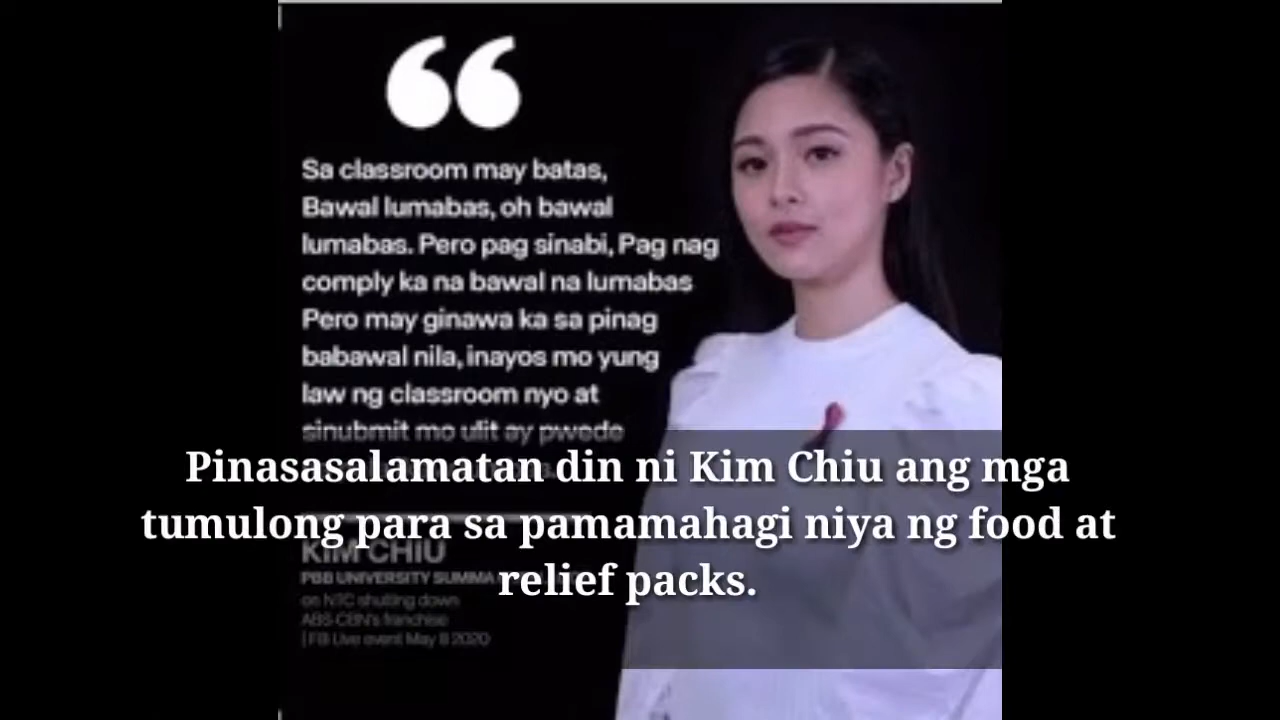 Sa classroom may batas,
Bawal lumabas, oh bawal
lumabas. Pero pag sinabi, Pag nag
comply ka na bawal na lumabas
Pero may ginawa ka sa pinag
babawal nila, inayos mo yung
law ng classroom nyo at
sinubmit mo ulit ay pwede
Pinasasalamatan din ni Kim Chiu ang mga
tumulong para sa pamamahagi niya ng food at
relief packs.
KIM CHIU
PBB UNIVERSITY SUMMA
on NTC shutting down
ABS CBN's franchise
| FB Live event May 8 2020